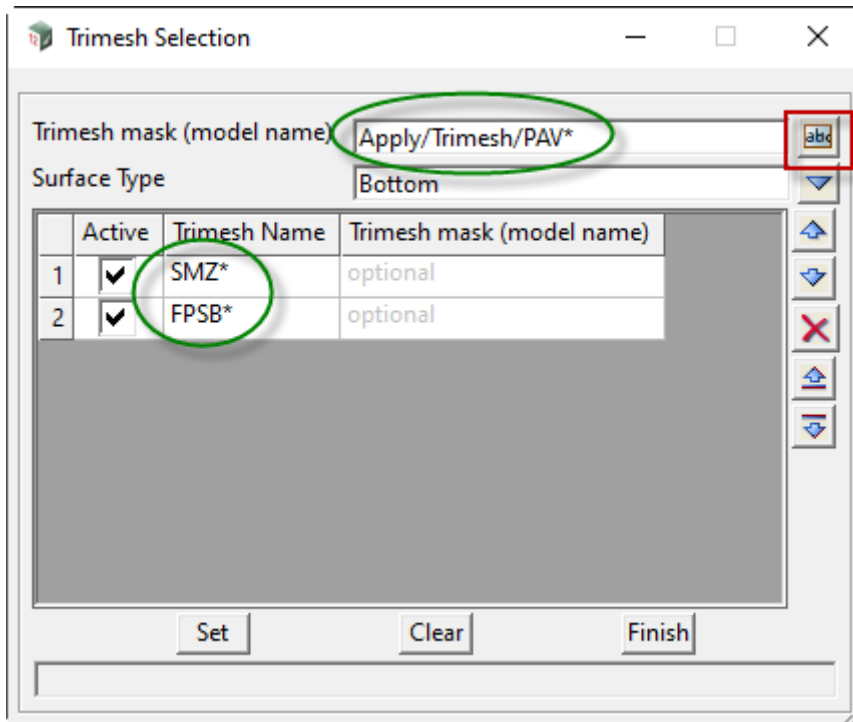 Trimesh Selection
Trimesh mask (model name) Apply/Trimesh/PAV* abc
Surface Type Bottom
Active Trimesh Name Trimesh mask (model name)
1 SMZ* optional
2 FPSB* optional
Set Clear Finish